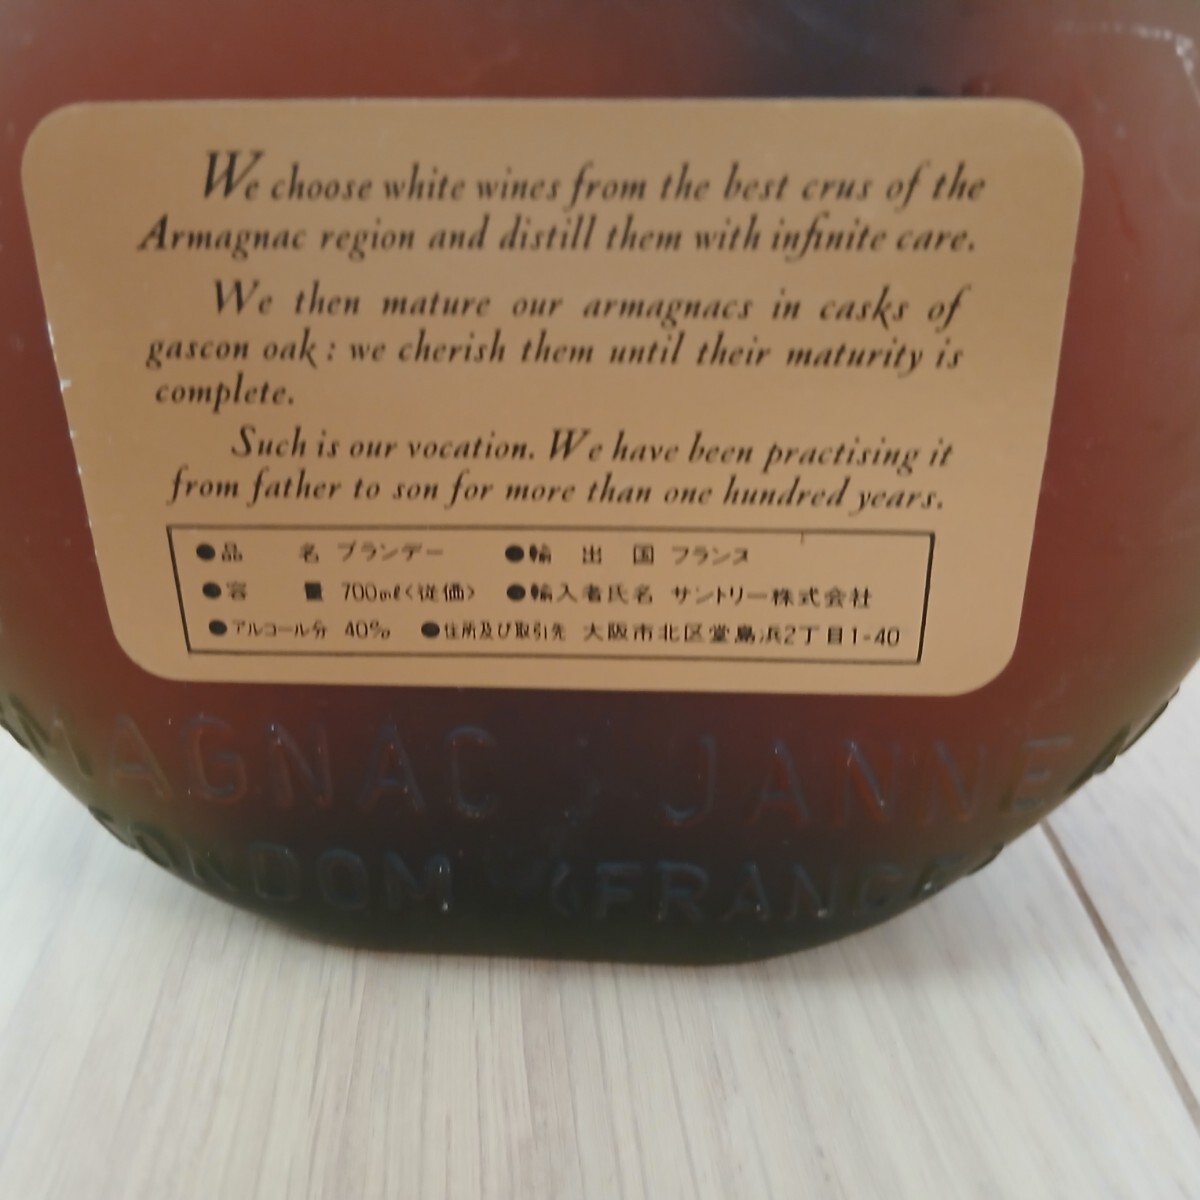 We choose white wines from the best crus of the
Armagnac region and distill them with infinite care.
We then mature our armagnacs in casks of
gascon oak : we cherish them until their maturity is
complete.
Such is our vocation. We have been practising it
from father to son for more than one hundred years.
●品名 ブランデー ●輸出国 フランス
●容量 700ml<従価> ●輸入者氏名 サントリー株式会社
●アルコール分 40% ●住所及び取引先 大阪市北区堂島浜2丁目1-40
MAGNAC JANNE
CONDOM (FRANCE